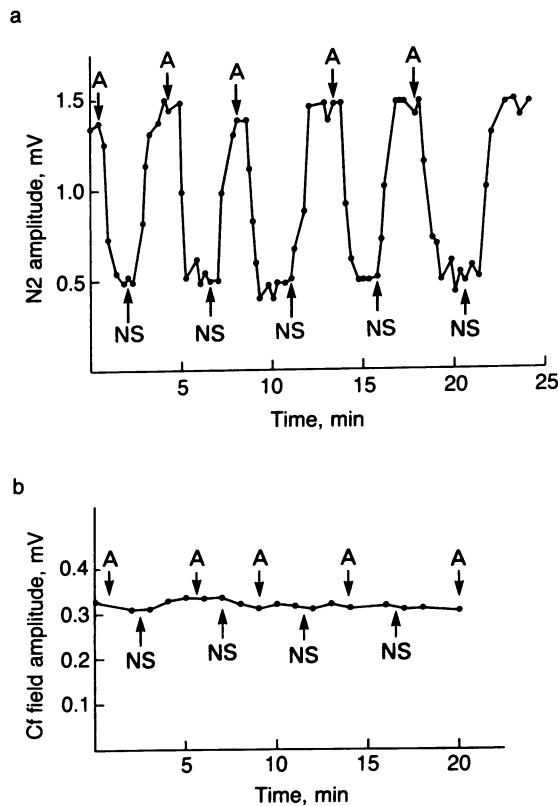 a
A A A A A
1.5
1.0
0.5
N2 amplitude, mV
NS NS NS NS NS
5 10 15 20 25
Time, min
b
A A A A A
0.4
0.3
0.2
0.1
Cf field amplitude, mV
NS NS NS NS
5 10 15 20
Time, min